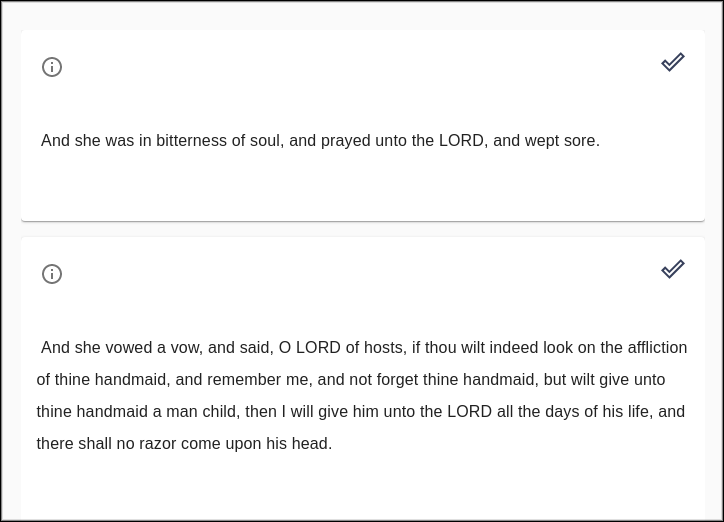 And she was in bitterness of soul, and prayed unto the LORD, and wept sore.
And she vowed a vow, and said, O LORD of hosts, if thou wilt indeed look on the affliction
of thine handmaid, and remember me, and not forget thine handmaid, but wilt give unto
thine handmaid a man child, then I will give him unto the LORD all the days of his life, and
there shall no razor come upon his head.